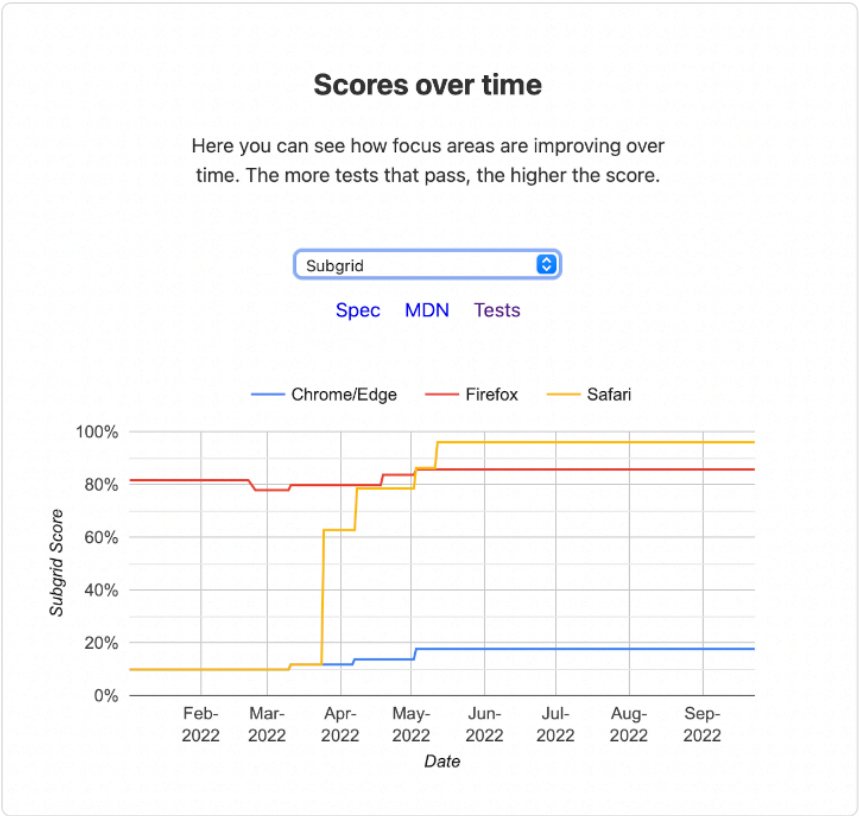 Scores over time
Here you can see how focus areas are improving over
time. The more tests that pass, the higher the score.
Subgrid
Spec MDN Tests
Chrome/Edge Firefox Safari
100%
80%
60%
40%
20%
0%
Subgrid Score
Feb- Mar- Apr- May- Jun- Jul- Aug- Sep-
2022 2022 2022 2022 2022 2022 2022 2022
Date